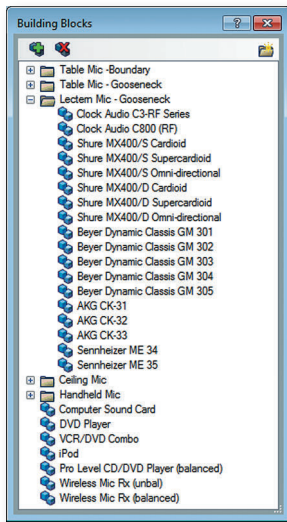 Building Blocks
Table Mic -Boundary
Table Mic - Gooseneck
Lectern Mic - Gooseneck
Clock Audio C3-RF Series
Clock Audio C800 (RF)
Shure MX400/S Cardioid
Shure MX400/S Supercardioid
Shure MX400/S Omni-directional
Shure MX400/D Cardioid
Shure MX400/D Supercardioid
Shure MX400/D Omni-directional
Beyer Dynamic Classis GM 301
Beyer Dynamic Classis GM 302
Beyer Dynamic Classis GM 303
Beyer Dynamic Classis GM 304
Beyer Dynamic Classis GM 305
AKG CK-31
AKG CK-32
AKG CK-33
Sennheizer ME 34
Sennheizer ME 35
Ceiling Mic
Handheld Mic
Computer Sound Card
DVD Player
VCR/DVD Combo
iPod
Pro Level CD/DVD Player (balanced)
Wireless Mic Rx (unbal)
Wireless Mic Rx (balanced)